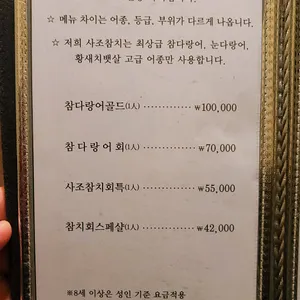 ☆ 메뉴 차이는 어종, 등급, 부위가 다르게 나옵니다.
☆ 저희 사조참치는 최상급 참다랑어, 눈다랑어,
황새치뱃살 고급 어종만 사용합니다.
참다랑어골드(1人) ············· ₩100,000
참다랑어회(1人) ············· ₩70,000
사조참치회특(1人) ············ ₩55,000
참치회스페샬(1人) ············ ₩42,000
※8세 이상은 성인 기준 요금적용